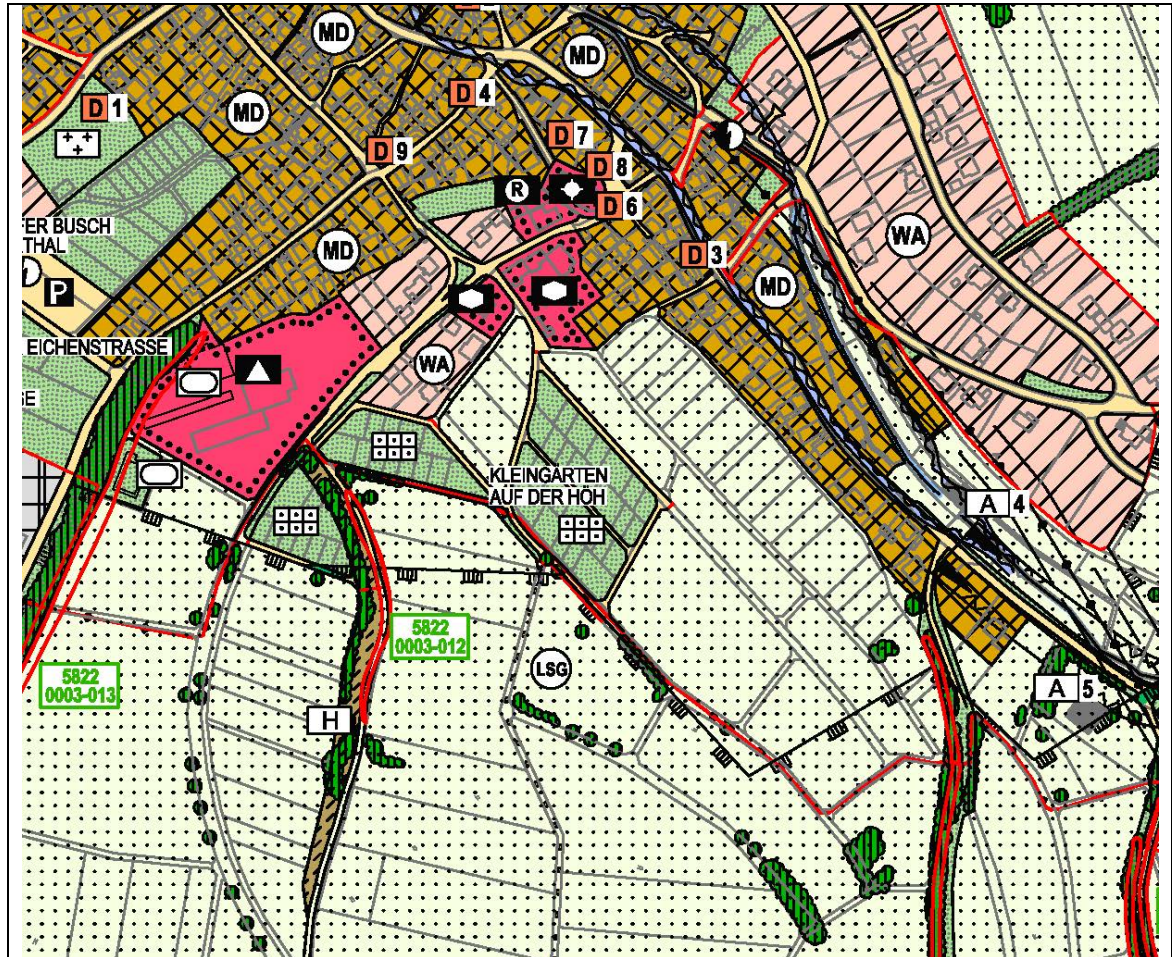 MD
MD
MD
D 4
D 1
D 7
D 9
D 8
R
D 6
FER BUSCH
THAL
MD
D 3
WA
P
MD
EICHENSTRASSE
WA
SE
KLEINGÄRTEN
AUF DER HÖH
A 4
5822
0003-012
5822
0003-013
LSG
A 5
H